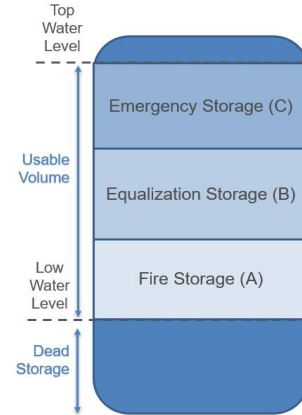 Top
Water
Level
Emergency Storage (C)
Usable
Volume
Equalization Storage (B)
Low
Water
Level
Fire Storage (A)
Dead
Storage